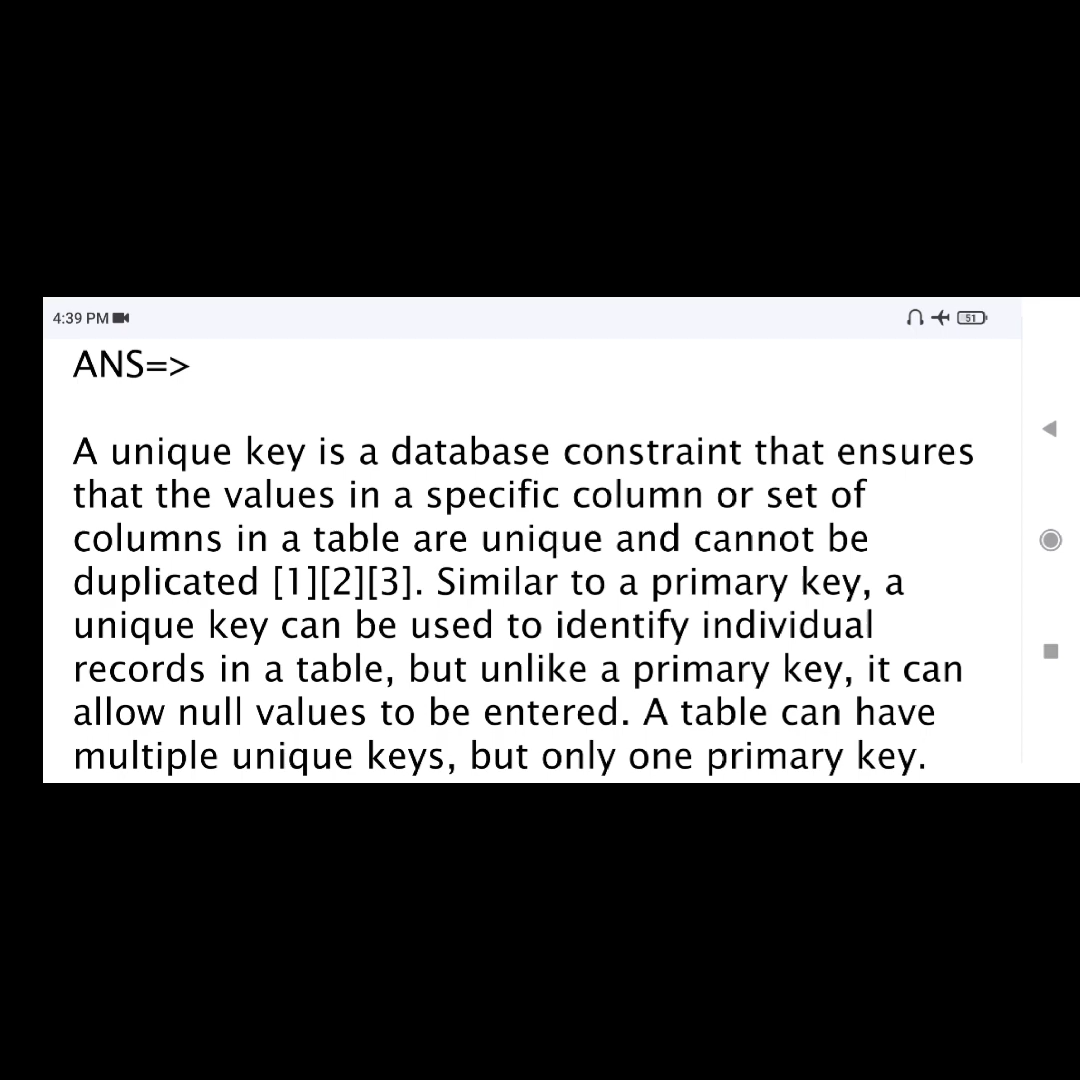 4:39 PM
51
ANS=>
A unique key is a database constraint that ensures
that the values in a specific column or set of
columns in a table are unique and cannot be
duplicated [1][2][3]. Similar to a primary key, a
unique key can be used to identify individual
records in a table, but unlike a primary key, it can
allow null values to be entered. A table can have
multiple unique keys, but only one primary key.